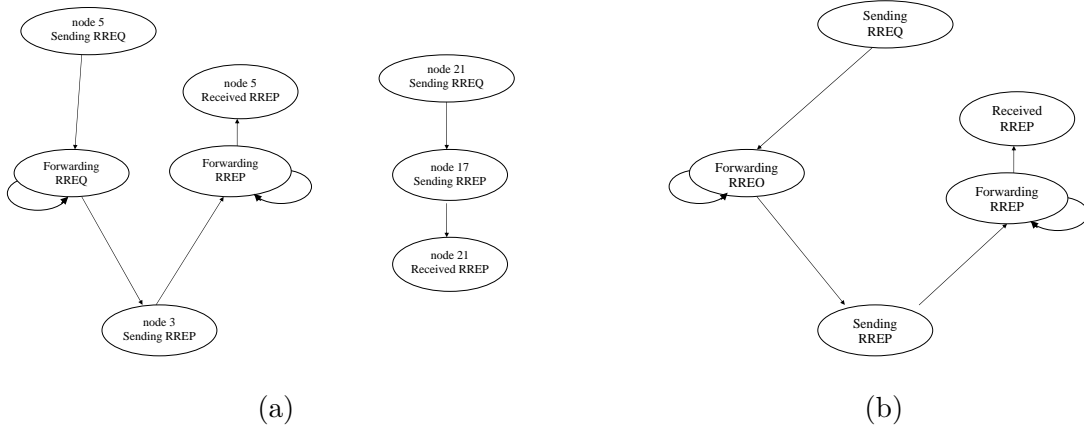 node 5
Sending RREQ
node 5
Received RREP
Forwarding
RREQ
Forwarding
RREP
node 3
Sending RREP
node 21
Sending RREQ
node 17
Sending RREP
node 21
Received RREP
(a)
Sending
RREQ
Received
RREP
Forwarding
RREO
Forwarding
RREP
Sending
RREP
(b)